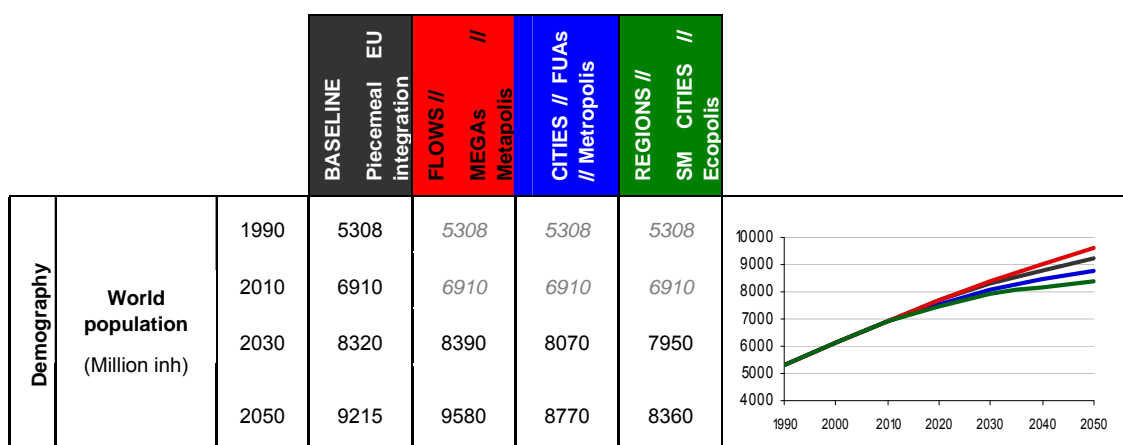 BASELINE
Piecemeal EU
integration
FLOWS //
MEGAs //
Metapolis
CITIES // FUAs
// Metropolis
REGIONS //
SM CITIES //
Ecopolis
Demography
World
population
(Million inh)
1990 5308 5308 5308 5308
2010 6910 6910 6910 6910
2030 8320 8390 8070 7950
2050 9215 9580 8770 8360
10000
9000
8000
7000
6000
5000
4000
1990 2000 2010 2020 2030 2040 2050